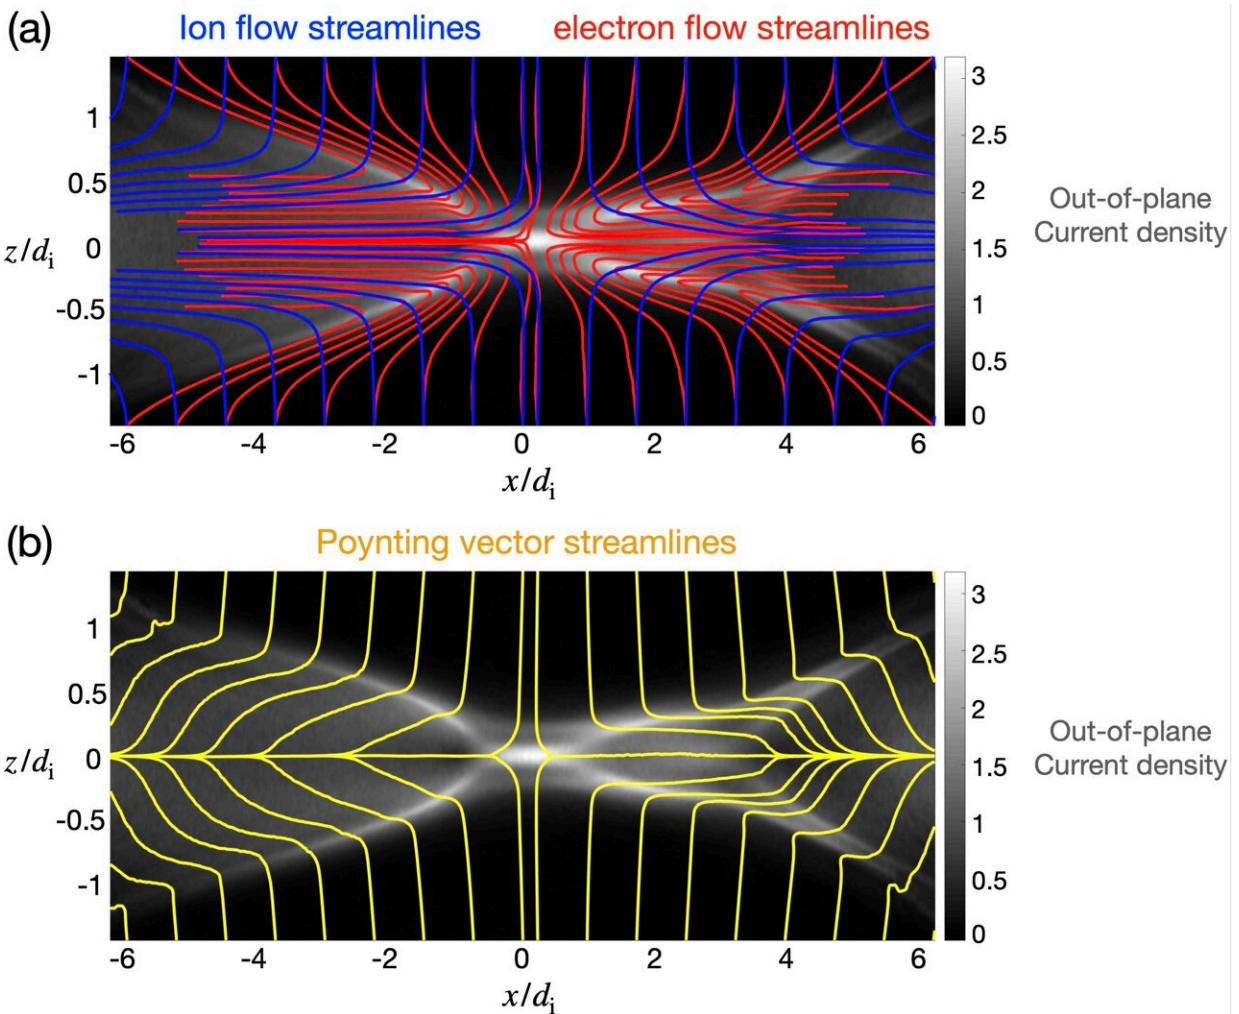 (a)
Ion flow streamlines electron flow streamlines
3
1
2.5
0.5
2
Out-of-plane
0
z/dᵢ
1.5
Current density
-0.5
1
-1
0.5
0
-6 -4 -2 0 2 4 6
x/dᵢ
(b)
Poynting vector streamlines
3
1
2.5
0.5
2
Out-of-plane
0
z/dᵢ
1.5
Current density
-0.5
1
-1
0.5
0
-6 -4 -2 0 2 4 6
x/dᵢ